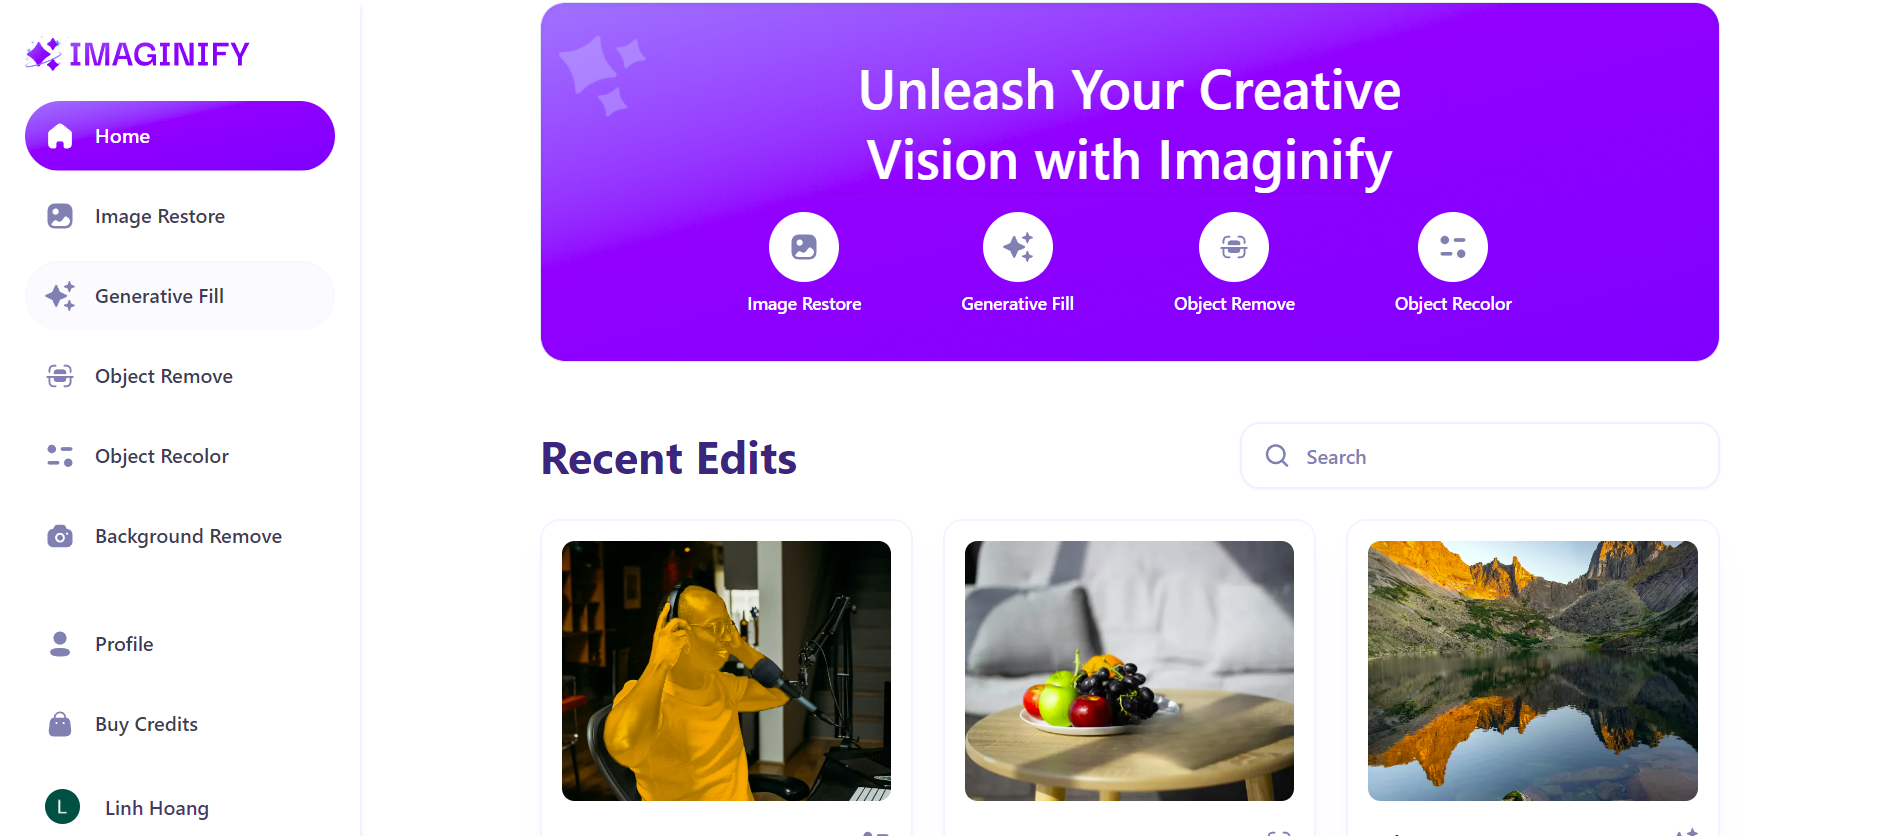 IMAGINIFY
Home
Image Restore
Generative Fill
Object Remove
Object Recolor
Background Remove
Profile
Buy Credits
L
Linh Hoang
Unleash Your Creative
Vision with Imaginify
Image Restore
Generative Fill
Object Remove
Object Recolor
Recent Edits
Search